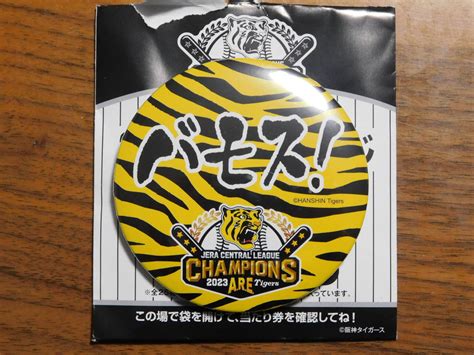 バモス!
©HANSHIN Tigers
JERA CENTRAL LEAGUE
CHAMPIONS
2023 ARE Tigers
この場で袋を開けて、当たり券を確認してね!
©阪神タイガース